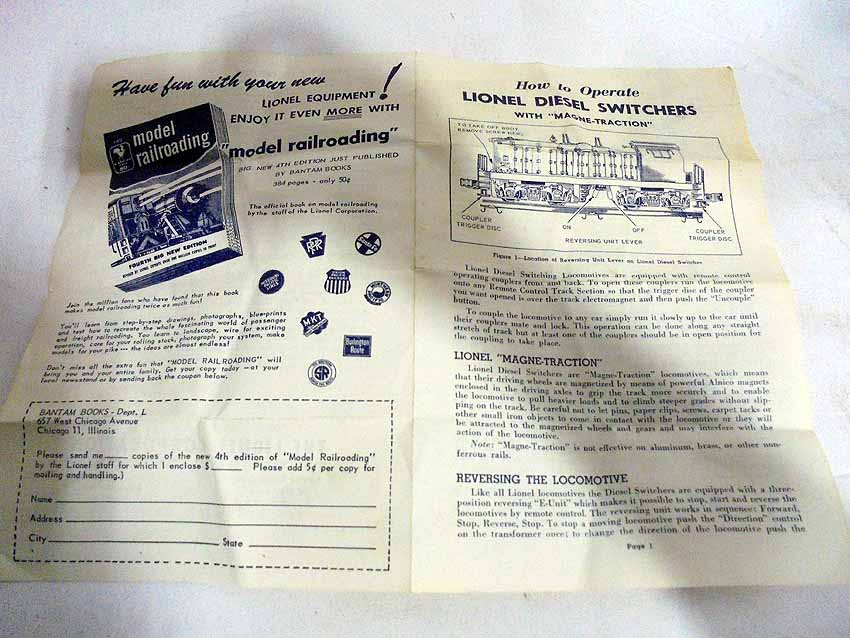 Have fun with your new
LIONEL EQUIPMENT!
ENJOY IT EVEN MORE WITH
"model railroading"
BIG NEW 4TH EDITION JUST PUBLISHED
BY BANTAM BOOKS
384 pages - only 50¢
The official book on model railroading
by the staff of the Lionel Corporation.
model
railroading
FOURTH BIG NEW EDITION
MKT
Burlington
Route
SR
Join the million fans who have found that this book
makes model railroading twice as much fun!
You'll learn from step-by-step drawings, photographs, blue-prints
and text how to recreate the whole fascinating world of passenger
and freight railroading. You learn to landscape, wire for exciting
operation, care for your rolling stock, photograph your system, make
models for your pike --- the ideas are almost endless!
Don't miss all the extra fun that "MODEL RAILROADING" will
bring you and your entire family. Get your copy today —at your
local newsstand or by sending back the coupon below.
BANTAM BOOKS - Dept. L
657 West Chicago Avenue
Chicago 11, Illinois
Please send me____ copies of the new 4th edition of "Model Railroading"
by the Lionel staff for which I enclose $____ Please add 5¢ per copy for
mailing and handling.)
Name
Address
City State
How to Operate
LIONEL DIESEL SWITCHERS
WITH "MAGNE-TRACTION"
TO TAKE OFF BODY
REMOVE SCREW HERE
COUPLER
TRIGGER DISC
ON
OFF
REVERSING UNIT LEVER
COUPLER
TRIGGER DISC
Figure 1—Location of Reversing Unit Lever on Lionel Diesel Switcher
Lionel Diesel Switching Locomotives are equipped with remote control
operating couplers front and back. To open these couplers run the locomotive
onto any Remote Control Track Section so that the trigger disc of the coupler
you want opened is over the track electromagnet and then push the "Uncouple"
button.
To couple the locomotive to any car simply run it slowly up to the car until
their couplers mate and lock. This operation can be done along any straight
stretch of track but at least one of the couplers should be in open position for
the coupling to take place.
LIONEL "MAGNE-TRACTION"
Lionel Diesel Switchers are "Magne-Traction" locomotives, which means
that their driving wheels are magnetized by means of powerful Alnico magnets
enclosed in the driving axles to grip the track more securely and to enable
the locomotive to pull heavier loads and to climb steeper grades without slip-
ping on the track. Be careful not to let pins, paper clips, screws, carpet tacks or
other small iron objects to come in contact with the locomotive or they will
be attracted to the magnetized wheels and gears and may interfere with the
action of the locomotive.
Note: "Magne-Traction" is not effective on aluminum, brass, or other non-
ferrous rails.
REVERSING THE LOCOMOTIVE
Like all Lionel locomotives the Diesel Switchers are equipped with a three-
position reversing "E-Unit" which makes it possible to stop, start and reverse the
locomotives by remote control. The reversing unit works in sequence: Forward,
Stop, Reverse, Stop. To stop a moving locomotive push the "Direction" control
on the transformer once; to change the direction of the locomotive push the
Page 1